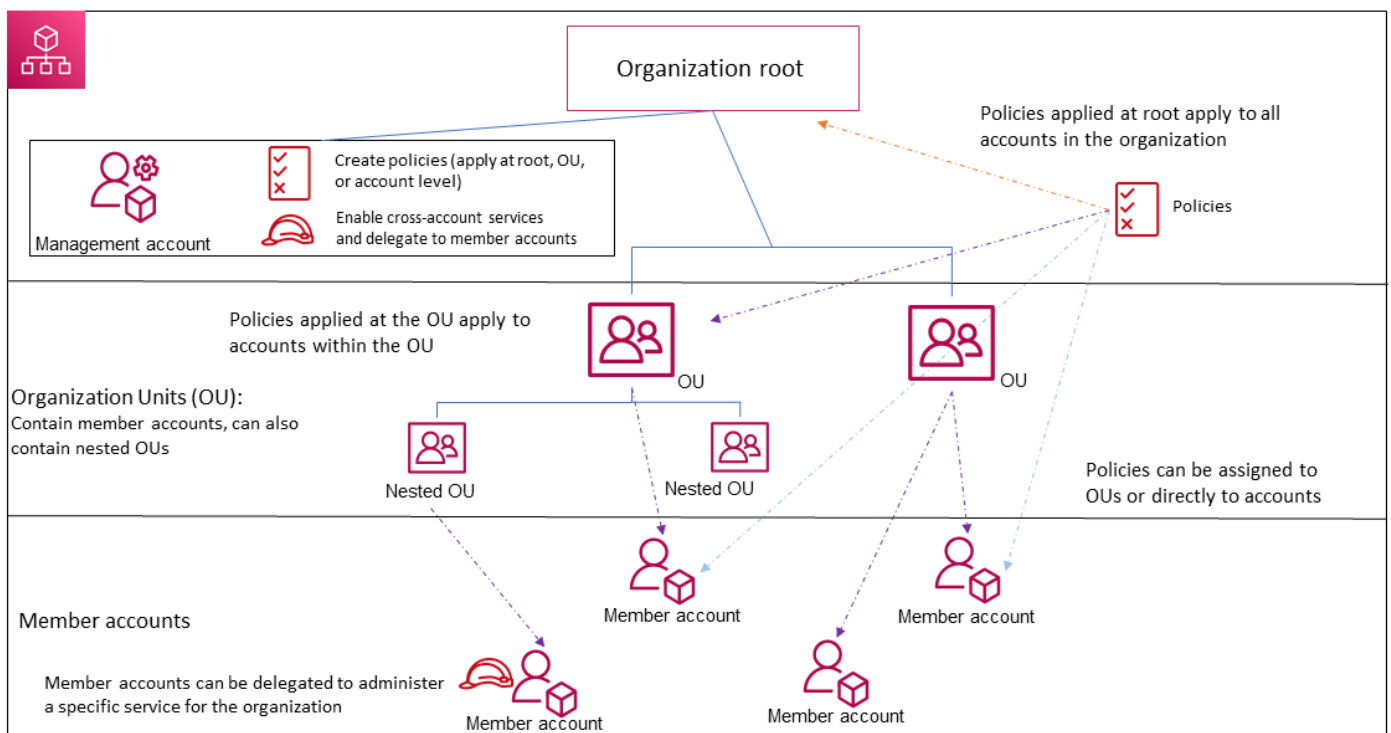 Organization root
Policies applied at root apply to all
accounts in the organization
Create policies (apply at root, OU,
or account level)
Enable cross-account services
and delegate to member accounts
Management account
Policies
Policies applied at the OU apply to
accounts within the OU
OU
OU
Organization Units (OU):
Contain member accounts, can also
contain nested OUs
Nested OU
Nested OU
Policies can be assigned to
OUs or directly to accounts
Member account
Member account
Member accounts
Member accounts can be delegated to administer
a specific service for the organization
Member account
Member account